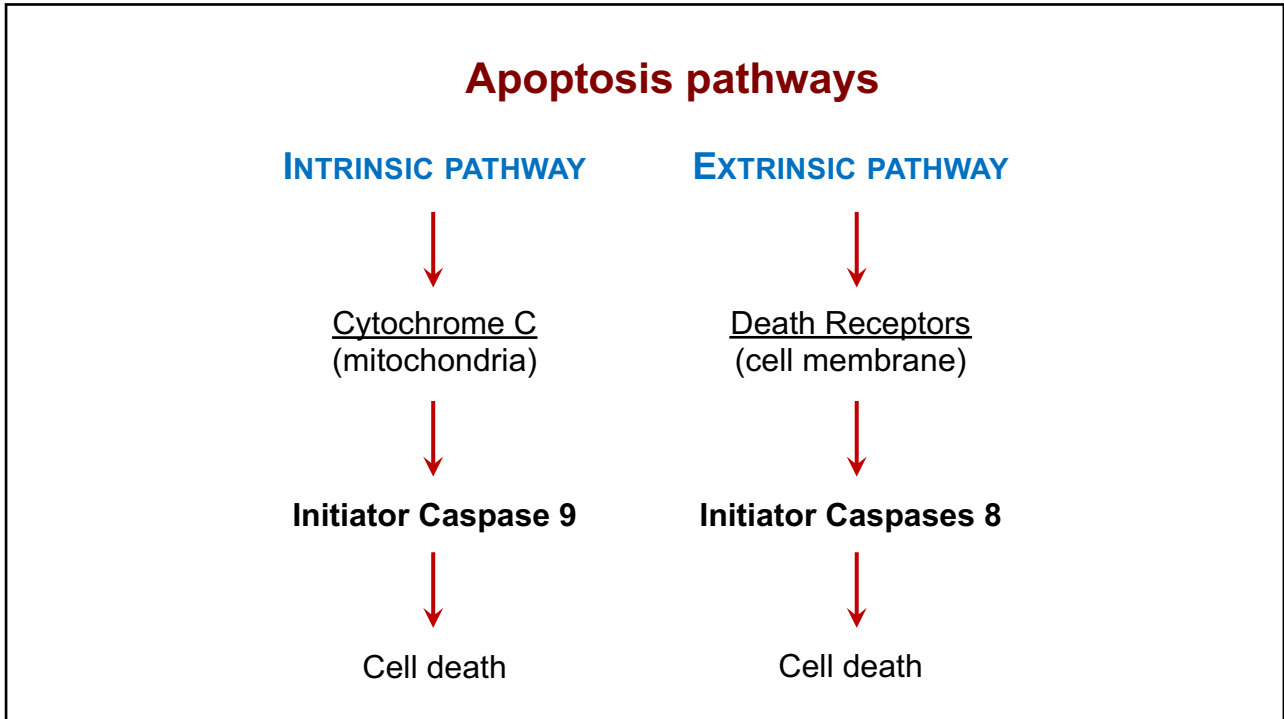 Apoptosis pathways
INTRINSIC PATHWAY
EXTRINSIC PATHWAY
Cytochrome C
(mitochondria)
Death Receptors
(cell membrane)
Initiator Caspase 9
Initiator Caspases 8
Cell death
Cell death